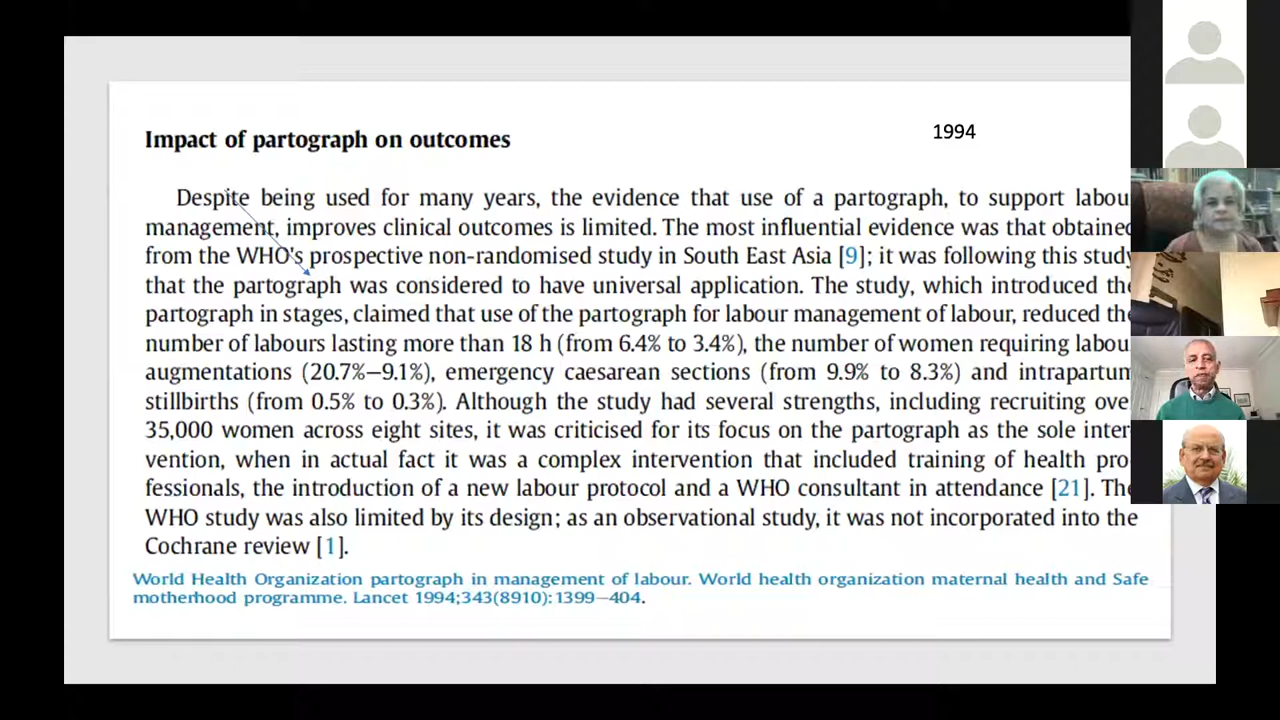 Impact of partograph on outcomes
1994
Despite being used for many years, the evidence that use of a partograph, to support labou
management, improves clinical outcomes is limited. The most influential evidence was that obtained
from the WHO's prospective non-randomised study in South East Asia [9]; it was following this study
that the partograph was considered to have universal application. The study, which introduced the
partograph in stages, claimed that use of the partograph for labour management of labour, reduced the
number of labours lasting more than 18 h (from 6.4% to 3.4%), the number of women requiring labou
augmentations (20.7%–9.1%), emergency caesarean sections (from 9.9% to 8.3%) and intrapartum
stillbirths (from 0.5% to 0.3%). Although the study had several strengths, including recruiting ove
35,000 women across eight sites, it was criticised for its focus on the partograph as the sole inter
vention, when in actual fact it was a complex intervention that included training of health pro
fessionals, the introduction of a new labour protocol and a WHO consultant in attendance [21]. The
WHO study was also limited by its design; as an observational study, it was not incorporated into the
Cochrane review [1].
World Health Organization partograph in management of labour. World health organization maternal health and Safe
motherhood programme. Lancet 1994;343(8910):1399–404.